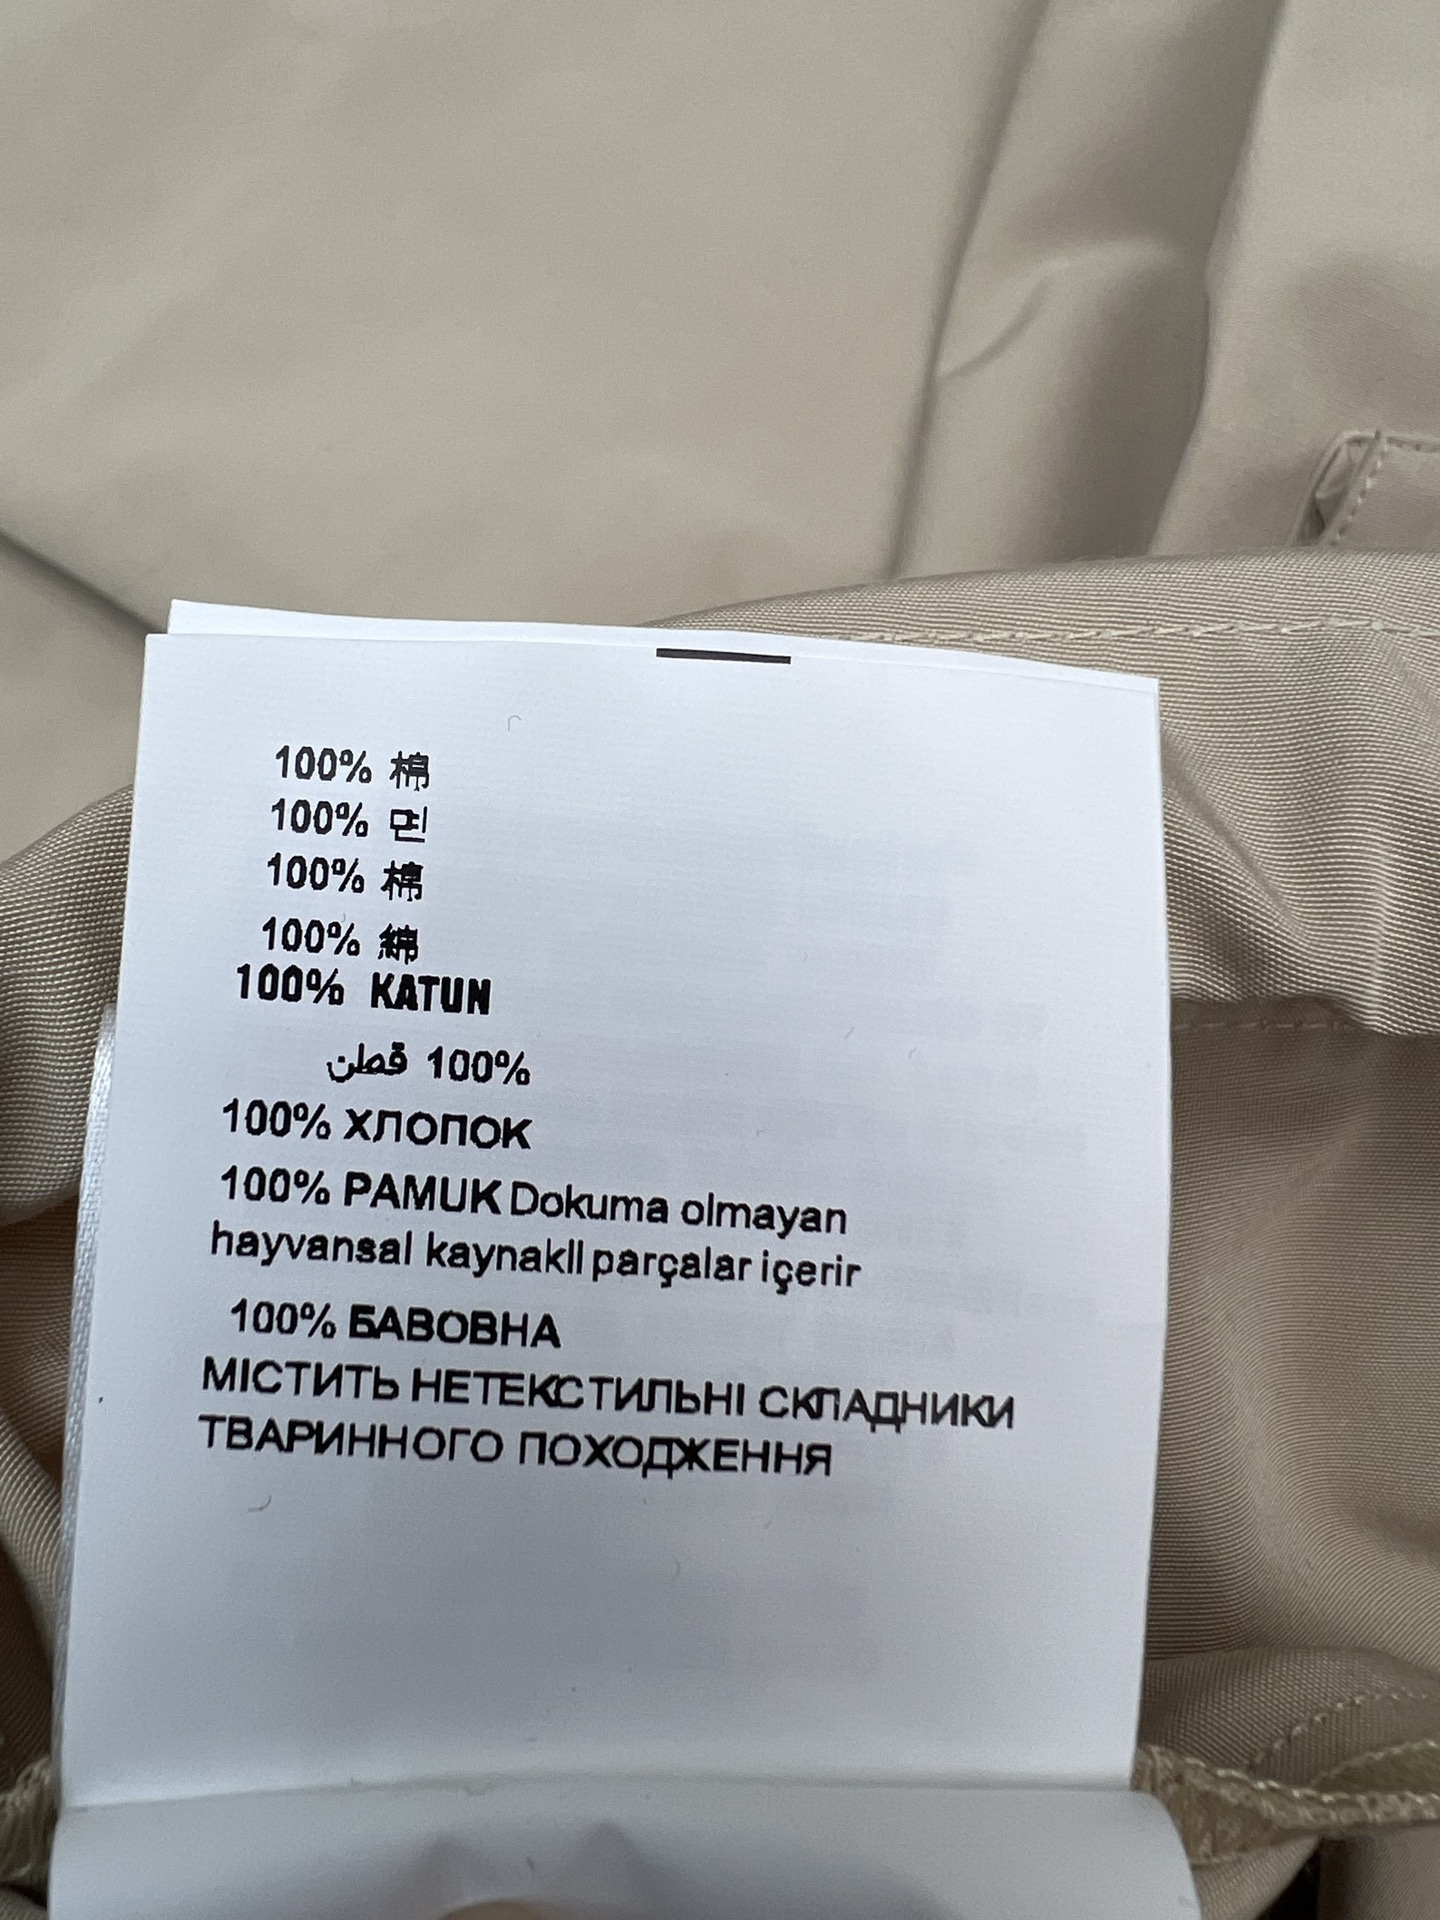 100% 棉
100% 면
100% 棉
100% 綿
100% KATUN
100% قطن
100% ХЛОПОК
100% PAMUK Dokuma olmayan
hayvansal kaynaklI parçalar içerir
100% БАВОВНА
МІСТИТЬ НЕТЕКСТИЛЬНІ СКЛАДНИКИ
ТВАРИННОГО ПОХОДЖЕННЯ